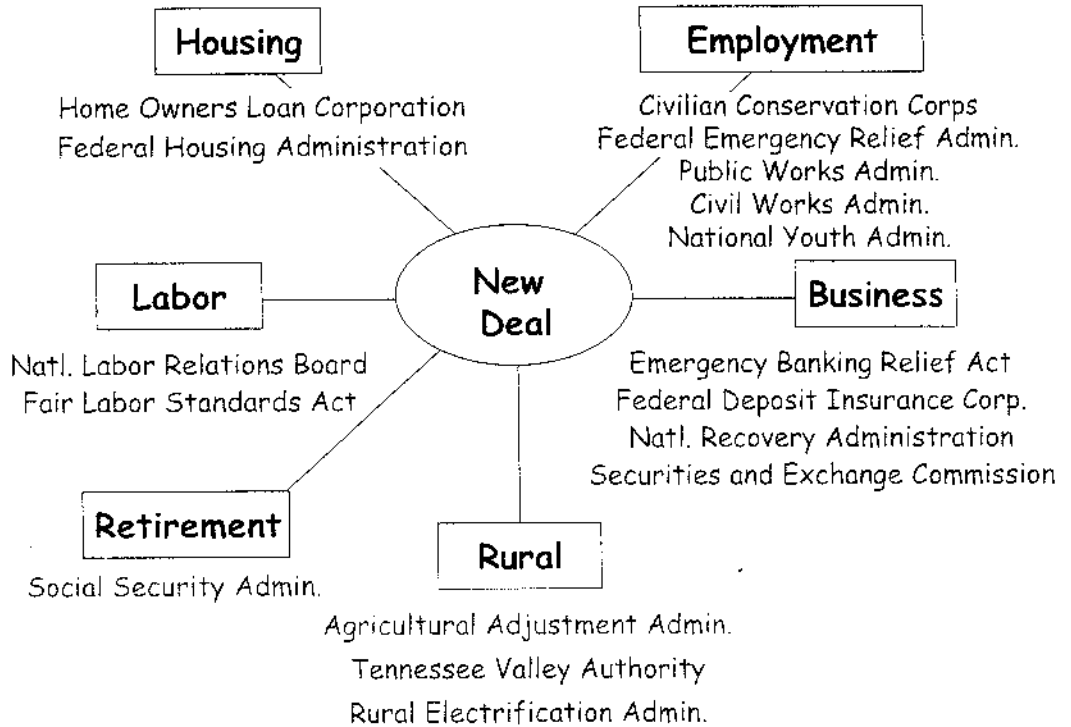 Housing
Home Owners Loan Corporation
Federal Housing Administration
Employment
Civilian Conservation Corps
Federal Emergency Relief Admin.
Public Works Admin.
Civil Works Admin.
National Youth Admin.
New
Deal
Labor
Natl. Labor Relations Board
Fair Labor Standards Act
Business
Emergency Banking Relief Act
Federal Deposit Insurance Corp.
Natl. Recovery Administration
Securities and Exchange Commission
Retirement
Social Security Admin.
Rural
Agricultural Adjustment Admin.
Tennessee Valley Authority
Rural Electrification Admin.